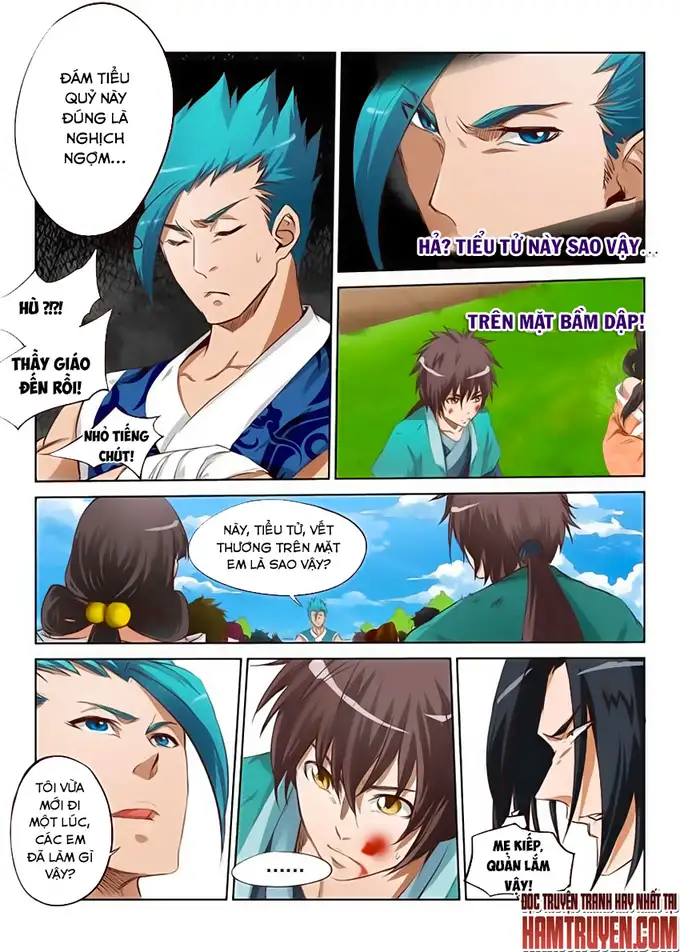 ĐÁM TIỂU
QUỶ NÀY
ĐÚNG LÀ
NGHỊCH
NGỢM...
HẢ? TIỂU TỬ NÀY SAO VẬY...
HÙ ?!?!
THẦY GIÁO
ĐẾN RỒI!
NHỎ TIẾNG
CHÚT!
TRÊN MẶT BẦM DẬP!
NÀY, TIỂU TỬ, VẾT
THƯƠNG TRÊN MẶT
EM LÀ SAO VẬY?
TÔI VỪA
MỚI ĐI
MỘT LÚC,
CÁC EM
ĐÃ LÀM GÌ
VẬY?
......
MẸ KIẾP,
QUÀN LẮM
VẬY!
ĐỌC TRUYỆN TRANH HAY NHẤT TẠI
HAMTRUYEN.COM